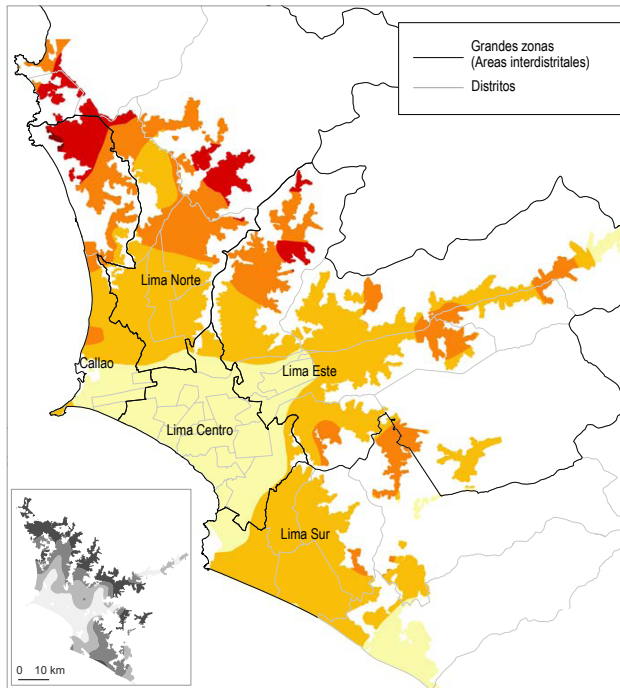 Grandes zonas
(Areas interdistritales)
Distritos
Lima Norte
Callao
Lima Este
Lima Centro
Lima Sur
0 10 km